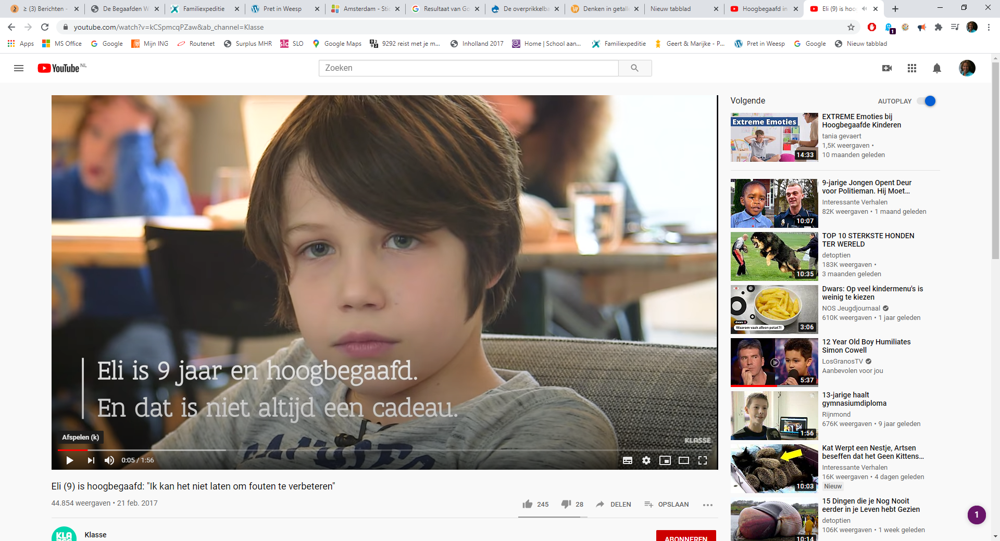 ≥ (3) Berichten -
De Begaafden W
Familiexpeditie
Pret in Weesp
Amsterdam - Stic
Resultaat van Go
De overprikkelba
Denken in getalle
Nieuw tabblad
Hoogbegaafd in
Eli (9) is hoo
youtube.com/watch?v=kCSpmcqPZaw&ab_channel=Klasse
1
Apps
MS Office
Google
Mijn ING
Routenet
Surplus MHR
slo
SLO
Google Maps
9292 reist met je m...
Inholland 2017
Home | School aan...
Familiexpeditie
Geert & Marijke - P...
Pret in Weesp
Google
Nieuw tabblad
YouTube NL
Zoeken
Eli is 9 jaar en hoogbegaafd.
En dat is niet altijd een cadeau.
Afspelen (k)
KLASSE
0:05 / 1:56
Eli (9) is hoogbegaafd: "Ik kan het niet laten om fouten te verbeteren"
44.854 weergaven • 21 feb. 2017
245
28
DELEN
OPSLAAN
Klasse
ABONNEREN
Volgende
AUTOPLAY
Extreme Emoties
14:33
EXTREME Emoties bij
Hoogbegaafde Kinderen
tania gevaert
1,5K weergaven •
10 maanden geleden
10:07
9-jarige Jongen Opent Deur
voor Politieman. Hij Moet...
Interessante Verhalen
82K weergaven • 1 maand geleden
10:35
TOP 10 STERKSTE HONDEN
TER WERELD
detoptien
183K weergaven •
3 maanden geleden
dwars
Waarom vaak alleen patat?!
3:06
Dwars: Op veel kindermenu's is
weinig te kiezen
NOS Jeugdjournaal
610K weergaven • 1 jaar geleden
5:37
12 Year Old Boy Humiliates
Simon Cowell
LosGranosTV
Aanbevolen voor jou
1:56
13-jarige haalt
gymnasiumdiploma
Rijnmond
676K weergaven • 9 jaar geleden
10:03
Kat Werpt een Nestje, Artsen
beseffen dat het Geen Kittens...
Interessante Verhalen
16K weergaven • 4 dagen geleden
Nieuw
10:14
15 Dingen die je Nog Nooit
eerder in je Leven hebt Gezien
detoptien
106K weergaven • 1 week geleden
1